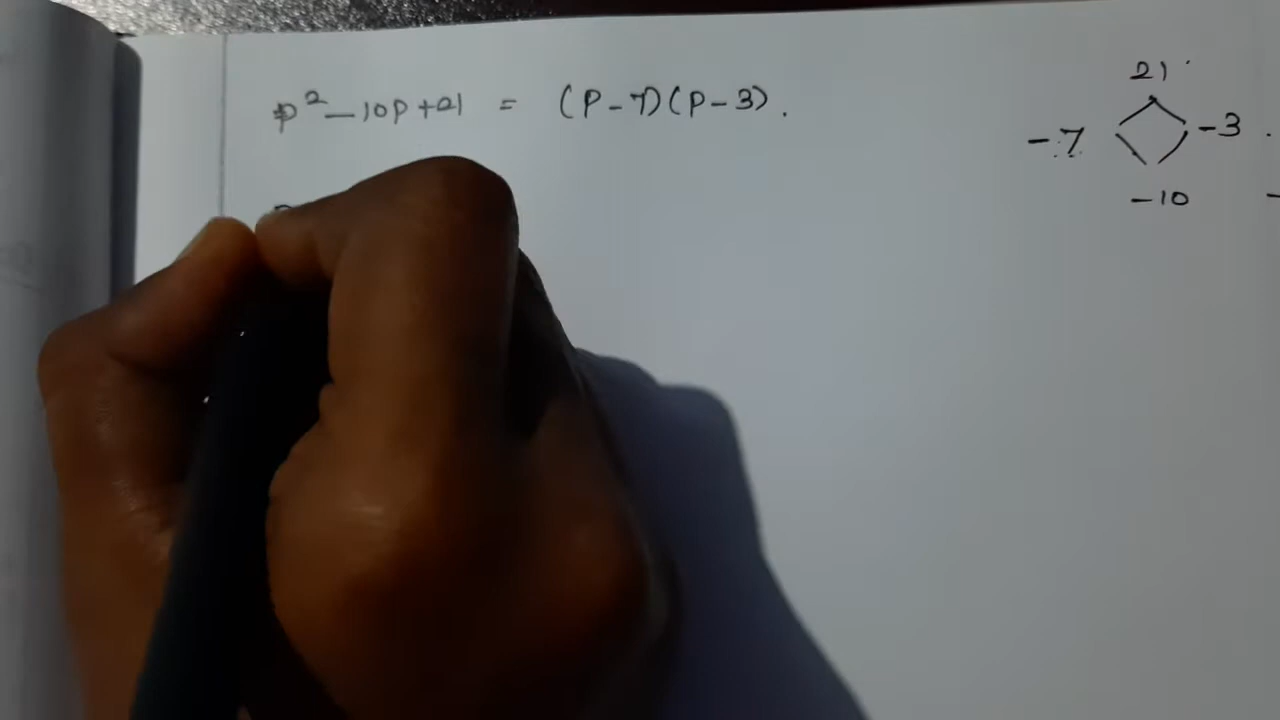 p² - 10p + 21 = (p - 7)(p - 3).
21
-7 -3.
-10